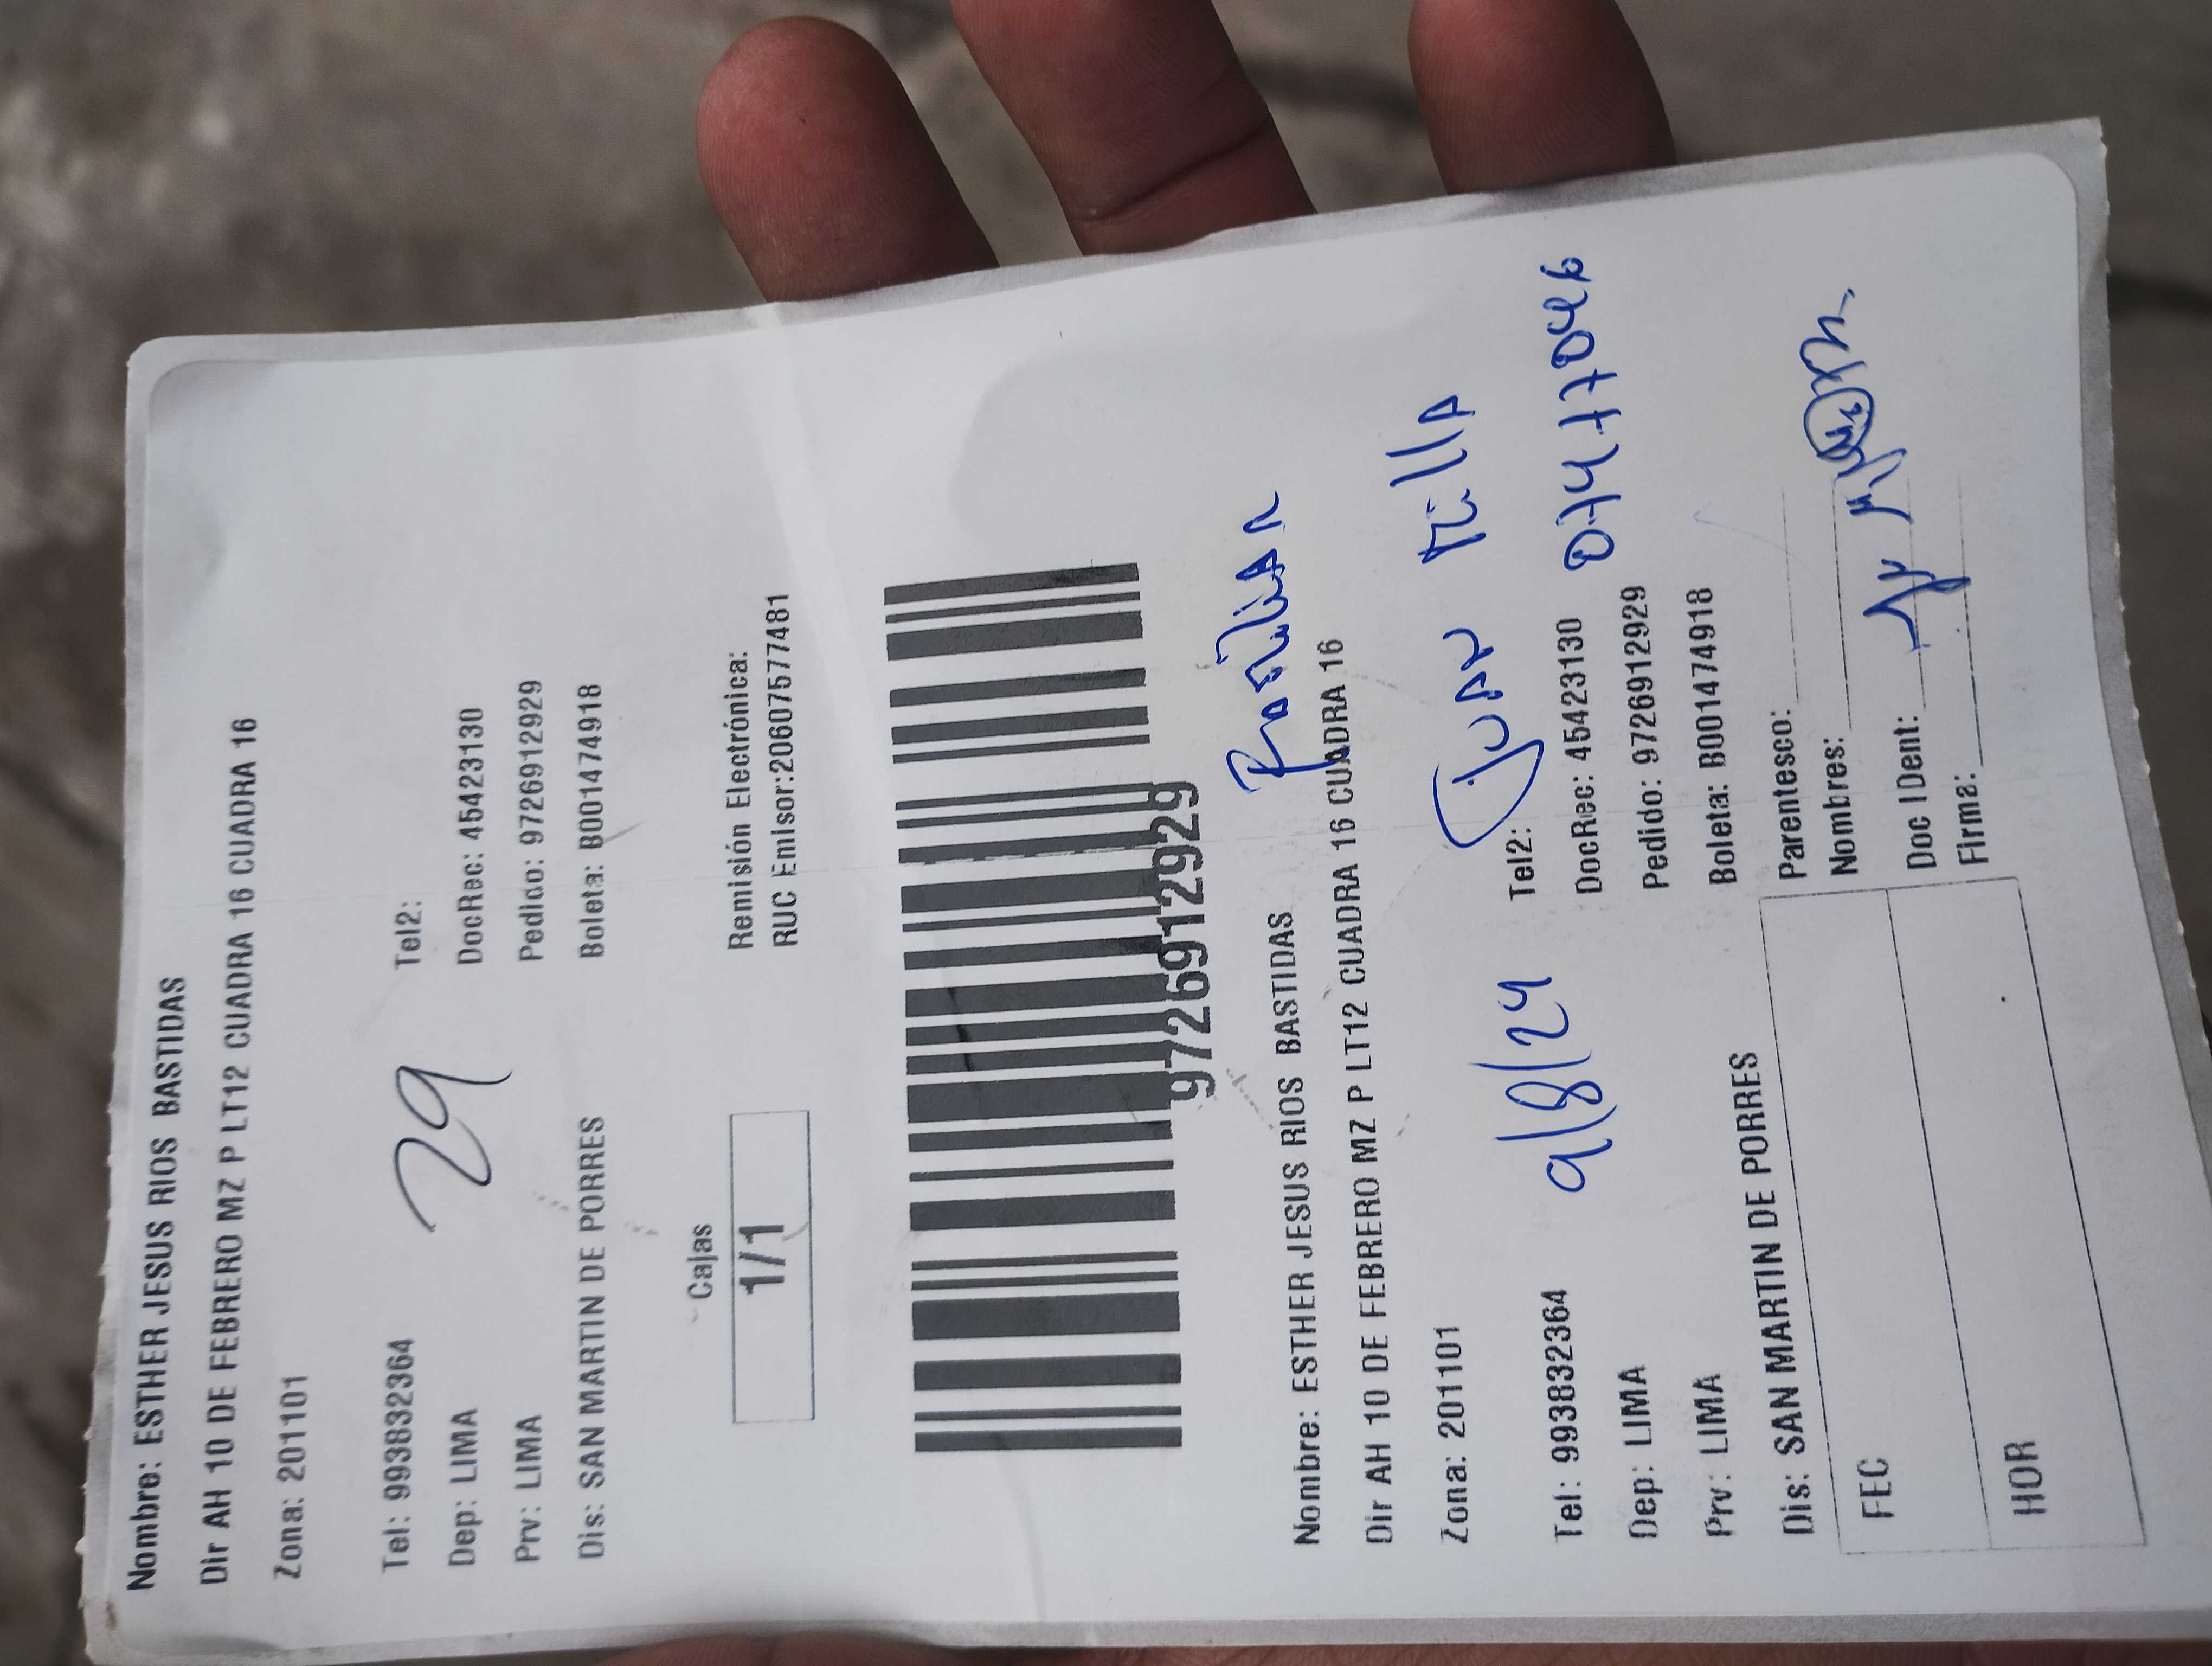 Nombre: ESTHER JESUS RIOS BASTIDAS
Dir AH 10 DE FEBRERO MZ P LT12 CUADRA 16 CUADRA 16
Zona: 201101
29
Tel: 993832364 Tel2:
Dep: LIMA DocRec: 45423130
Prv: LIMA Pedido: 9726912929
Dis: SAN MARTIN DE PORRES Boleta: B001474918
Cajas
1/1
Remisión Electrónica:
RUC Emisor:20607577481
9726912929
Nombre: ESTHER JESUS RIOS BASTIDAS
Dir AH 10 DE FEBRERO MZ P LT12 CUADRA 16 CUADRA 16
Zona: 201101
Juan
9/8/24
Tel: 993832364 Tel2:
Dep: LIMA DocRec: 45423130
Prv: LIMA Pedido: 9726912929
Dis: SAN MARTIN DE PORRES Boleta: B001474918
FEC
HOR
Parentesco:
Nombres:
Doc IDent:
Firma: